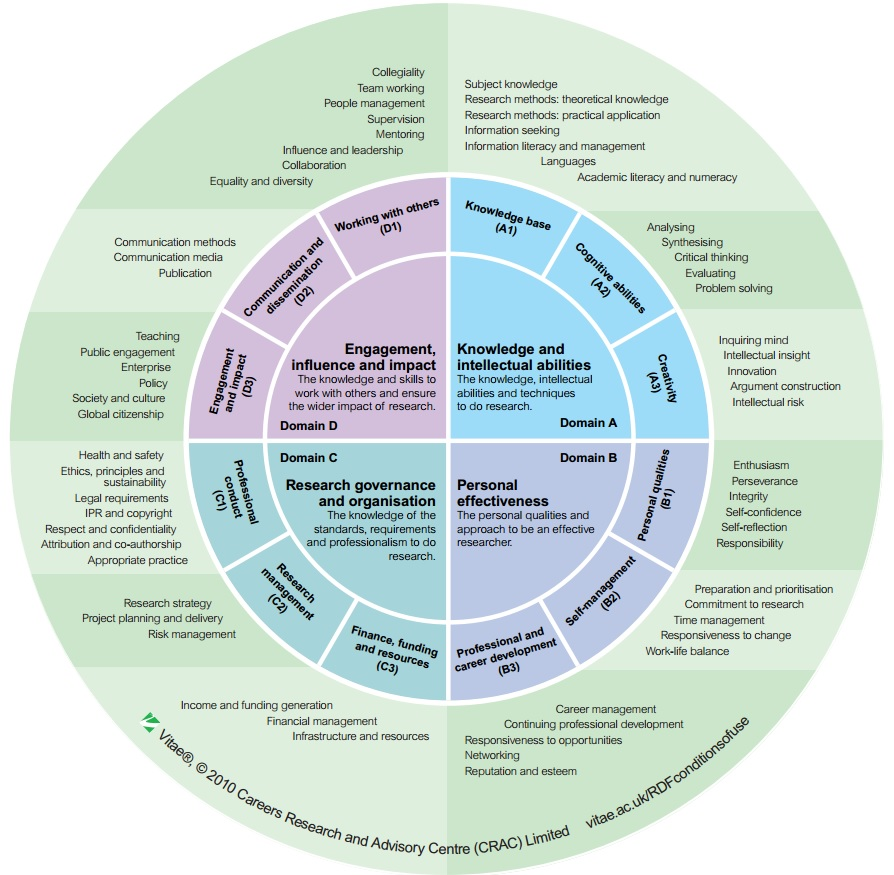 Collegiality
Team working
People management
Supervision
Mentoring
Influence and leadership
Collaboration
Equality and diversity
Subject knowledge
Research methods: theoretical knowledge
Research methods: practical application
Information seeking
Information literacy and management
Languages
Academic literacy and numeracy
Working with others
(D1)
Knowledge base
(A1)
Communication methods
Communication media
Publication
Communication and
dissemination
(D2)
Cognitive abilities
(A2)
Analysing
Synthesising
Critical thinking
Evaluating
Problem solving
Teaching
Public engagement
Enterprise
Policy
Society and culture
Global citizenship
Engagement
and impact
(D3)
Engagement,
influence and impact
The knowledge and skills to
work with others and ensure
the wider impact of research.
Domain D
Knowledge and
intellectual abilities
The knowledge, intellectual
abilities and techniques
to do research.
Domain A
Creativity
(A3)
Inquiring mind
Intellectual insight
Innovation
Argument construction
Intellectual risk
Health and safety
Ethics, principles and
sustainability
Legal requirements
IPR and copyright
Respect and confidentiality
Attribution and co-authorship
Appropriate practice
Professional
conduct
(C1)
Domain C
Research governance
and organisation
The knowledge of the
standards, requirements
and professionalism to do
research.
Domain B
Personal
effectiveness
The personal qualities and
approach to be an effective
researcher.
Personal qualities
(B1)
Enthusiasm
Perseverance
Integrity
Self-confidence
Self-reflection
Responsibility
Research strategy
Project planning and delivery
Risk management
Research
management
(C2)
Self-management
(B2)
Preparation and prioritisation
Commitment to research
Time management
Responsiveness to change
Work-life balance
Finance, funding
and resources
(C3)
Professional and
career development
(B3)
Income and funding generation
Financial management
Infrastructure and resources
Career management
Continuing professional development
Responsiveness to opportunities
Networking
Reputation and esteem
Vitae®, © 2010 Careers Research and Advisory Centre (CRAC) Limited
vitae.ac.uk/RDFconditionsofuse